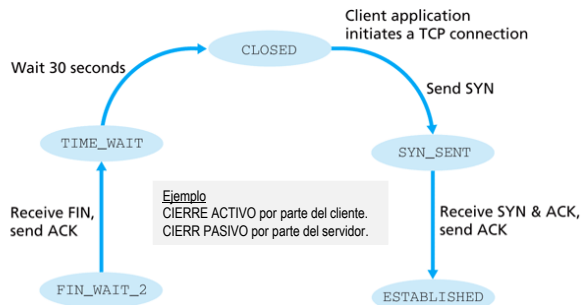 Client application
initiates a TCP connection
CLOSED
Wait 30 seconds
Send SYN
TIME_WAIT
SYN_SENT
Ejemplo
CIERRE ACTIVO por parte del cliente.
CIERR PASIVO por parte del servidor.
Receive FIN,
send ACK
Receive SYN & ACK,
send ACK
FIN_WAIT_2
ESTABLISHED